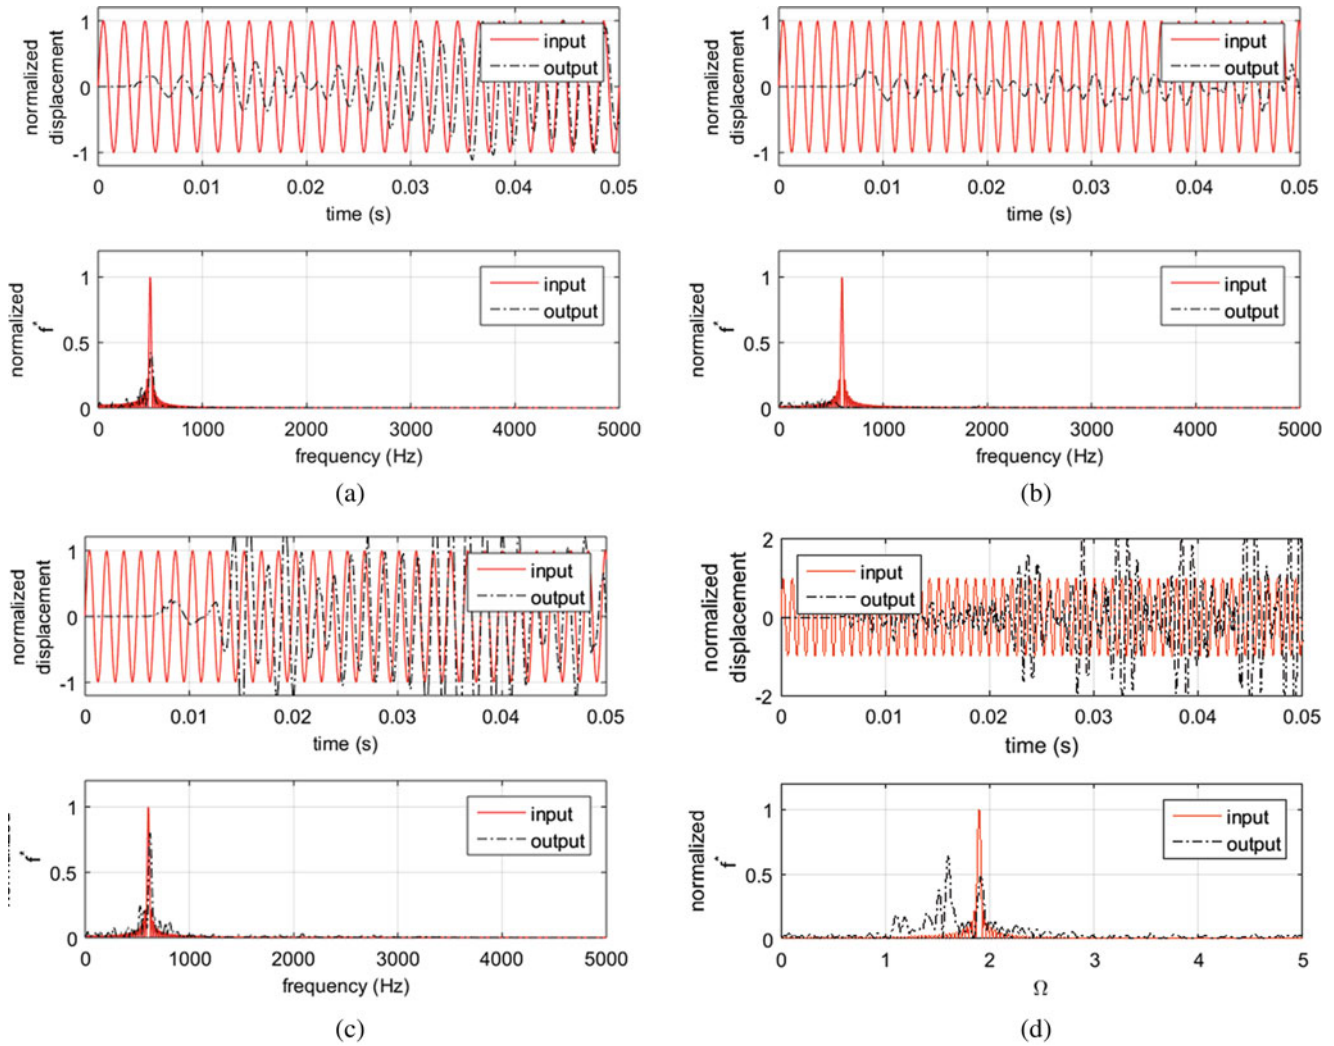 normalized
displacement
1
0
-1
input
output
0 0.01 0.02 0.03 0.04 0.05
time (s)
normalized
f*
1
0.5
0
input
output
0 1000 2000 3000 4000 5000
frequency (Hz)
(a)
normalized
displacement
1
0
-1
input
output
0 0.01 0.02 0.03 0.04 0.05
time (s)
normalized
f*
1
0.5
0
input
output
0 1000 2000 3000 4000 5000
frequency (Hz)
(b)
normalized
displacement
1
0
-1
input
output
0 0.01 0.02 0.03 0.04 0.05
time (s)
f*
1
0.5
0
input
output
0 1000 2000 3000 4000 5000
frequency (Hz)
(c)
normalized
displacement
2
0
-2
input
output
0 0.01 0.02 0.03 0.04 0.05
time (s)
normalized
f*
1
0.5
0
input
output
0 1 2 3 4 5
Ω
(d)